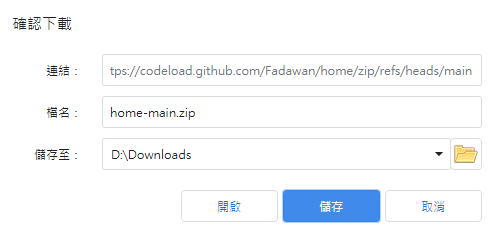 確認下載
連結：
tps://codeload.github.com/Fadawan/home/zip/refs/heads/main
檔名：
home-main.zip
儲存至：
D:\Downloads
開啟
儲存
取消